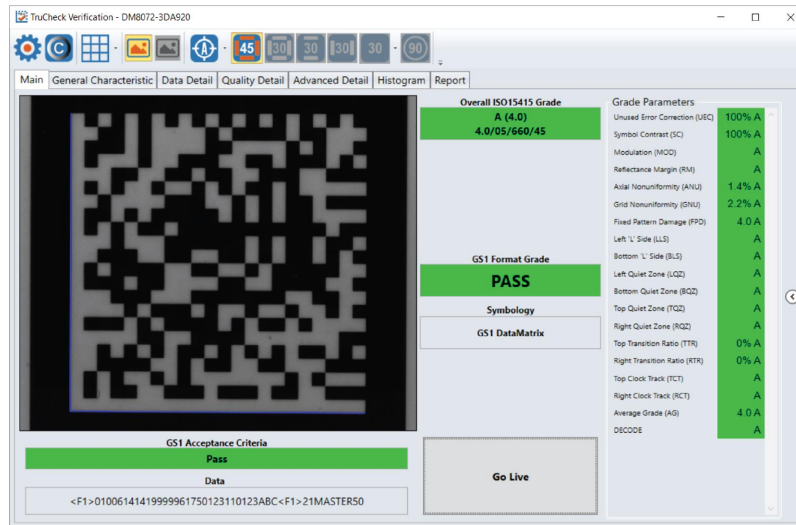 TruCheck Verification - DM8072-3DA920
45 30 30 30 30 90
Main General Characteristic Data Detail Quality Detail Advanced Detail Histogram Report
Overall ISO15415 Grade
A (4.0)
4.0/05/660/45
GS1 Format Grade
PASS
Symbology
GS1 DataMatrix
GS1 Acceptance Criteria
Pass
Data
<F1>01006141419999961750123110123ABC<F1>21MASTER50
Go Live
Grade Parameters
Unused Error Correction (UEC) 100% A
Symbol Contrast (SC) 100% A
Modulation (MOD) A
Reflectance Margin (RM) A
Axial Nonuniformity (ANU) 1.4% A
Grid Nonuniformity (GNU) 2.2% A
Fixed Pattern Damage (FPD) 4.0 A
Left 'L' Side (LLS) A
Bottom 'L' Side (BLS) A
Left Quiet Zone (LQZ) A
Bottom Quiet Zone (BQZ) A
Top Quiet Zone (TQZ) A
Right Quiet Zone (RQZ) A
Top Transition Ratio (TTR) 0% A
Right Transition Ratio (RTR) 0% A
Top Clock Track (TCT) A
Right Clock Track (RCT) A
Average Grade (AG) 4.0 A
DECODE A